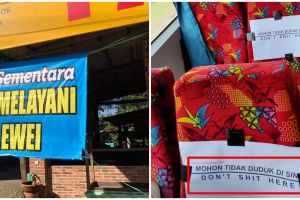 Sementara
MELAYANI
EWEI
MOHON TIDAK DUDUK DI SIN
DON'T SHIT HERE